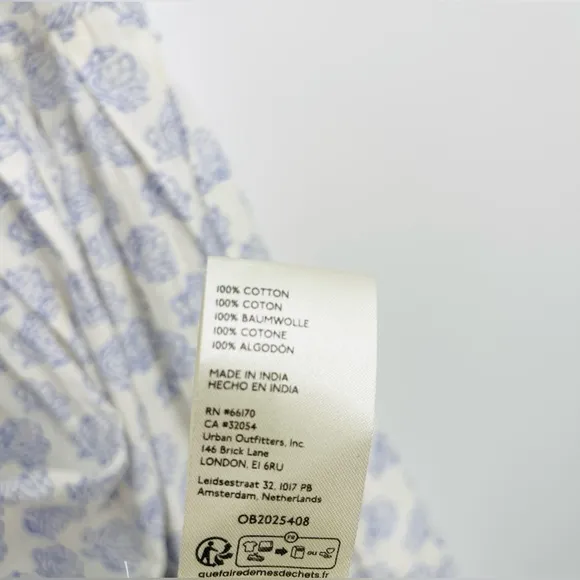 100% COTTON
100% COTON
100% BAUMWOLLE
100% COTONE
100% ALGODÓN
MADE IN INDIA
HECHO EN INDIA
RN #66170
CA #32054
Urban Outfitters, Inc.
146 Brick Lane
LONDON, E1 6RU
Leidsestraat 32, 1017 PB
Amsterdam, Netherlands
OB2025408
FR
OU
quefairedemesdechets.fr